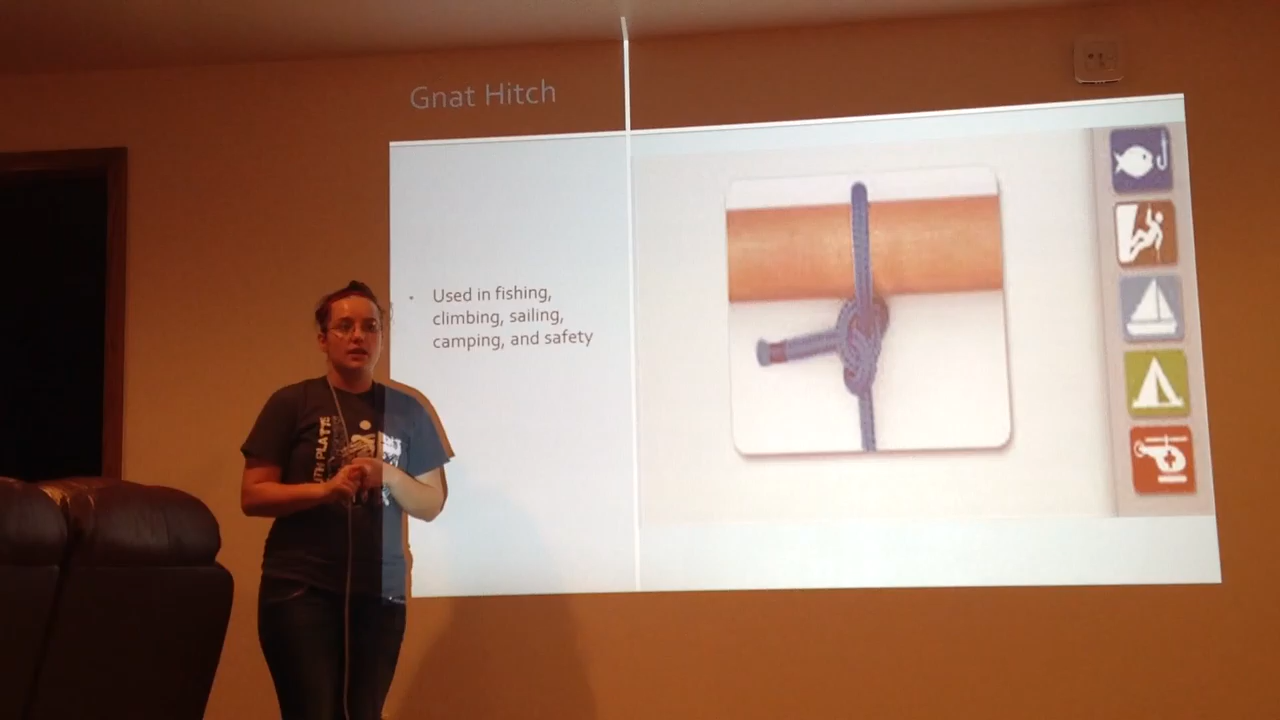 Gnat Hitch
• Used in fishing,
climbing, sailing,
camping, and safety